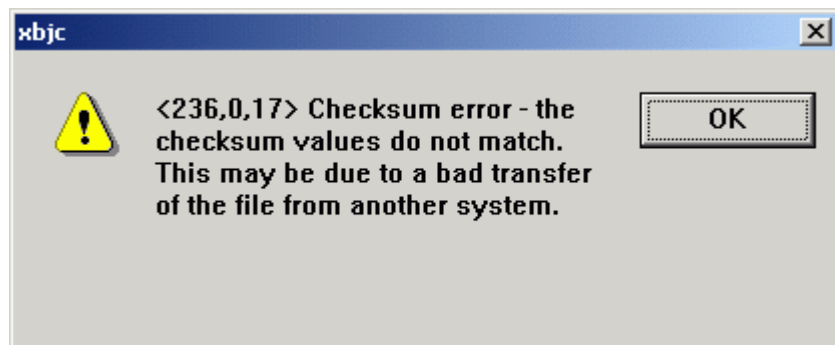 xbjc
<236,0,17> Checksum error - the
checksum values do not match.
This may be due to a bad transfer
of the file from another system.
OK